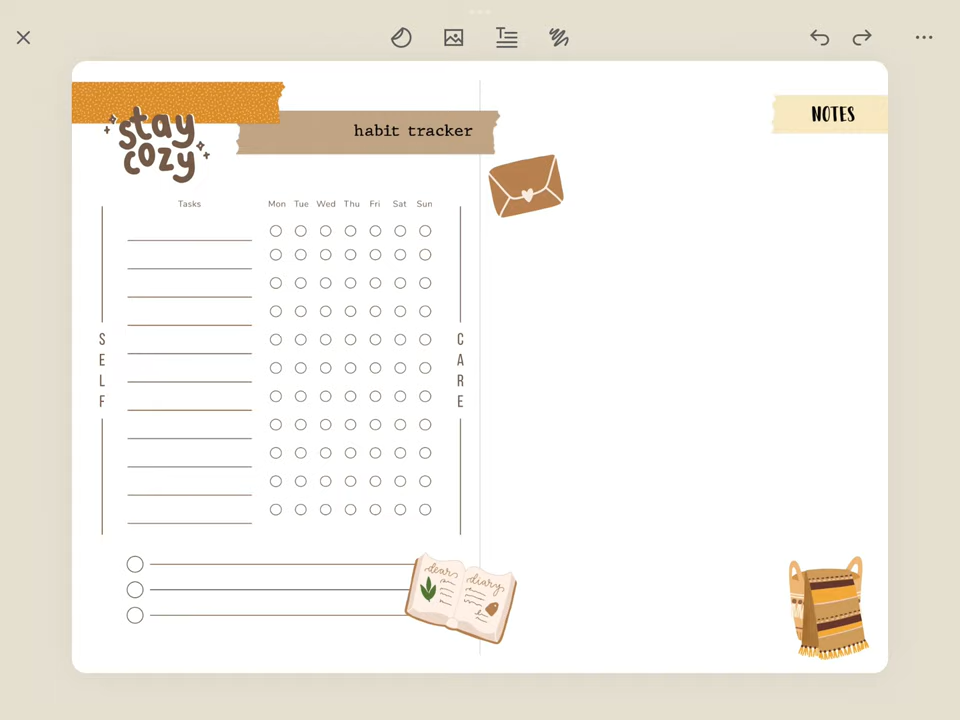 stay
cozy
habit tracker
NOTES
Tasks Mon Tue Wed Thu Fri Sat Sun
SELF
CARE
dear
diary